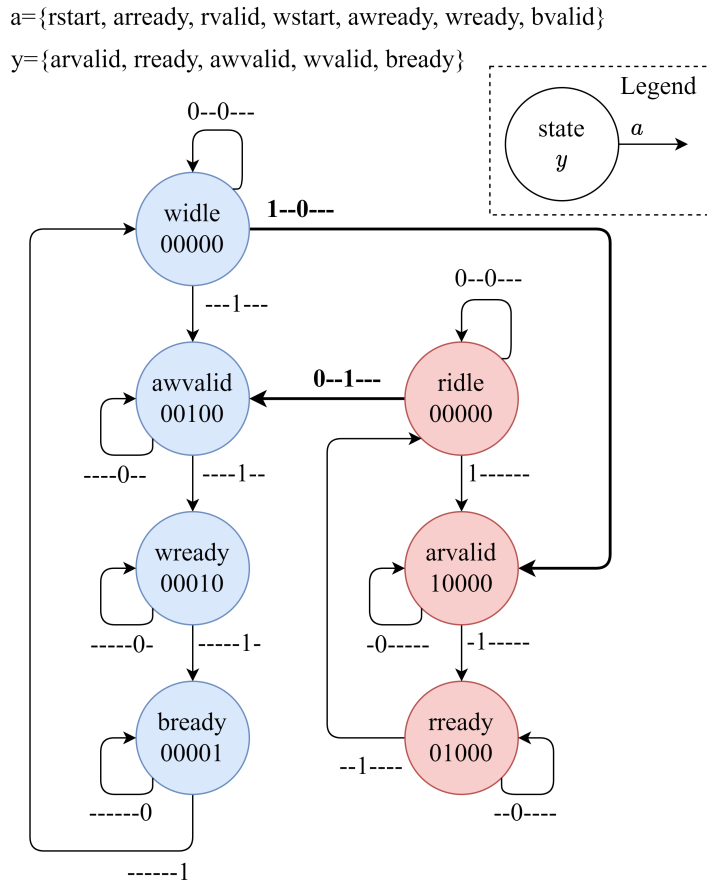 a={rstart, arready, rvalid, wstart, awready, wready, bvalid}
y={arvalid, rready, awvalid, wvalid, bready}
Legend
state
y
a
0--0---
widle
00000
1--0---
---1---
0--0---
awvalid
00100
0--1---
ridle
00000
----0--
----1--
1------
wready
00010
arvalid
10000
-----0-
-----1-
-0-----
-1-----
bready
00001
rready
01000
--1----
------0
--0----
------1